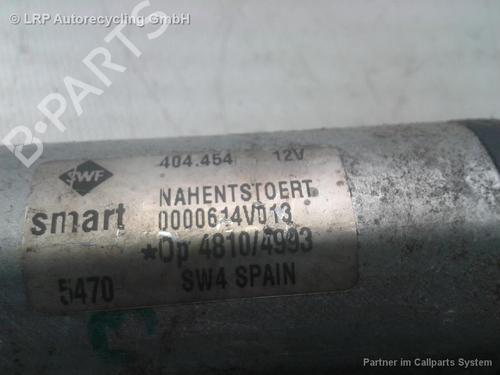 © LRP Autorecycling GmbH
SWF
404.454 12V
NAHENTSTOERT
smart 0000614V013
*Op 4810/4993
5470 SW4 SPAIN
Partner im Callparts System